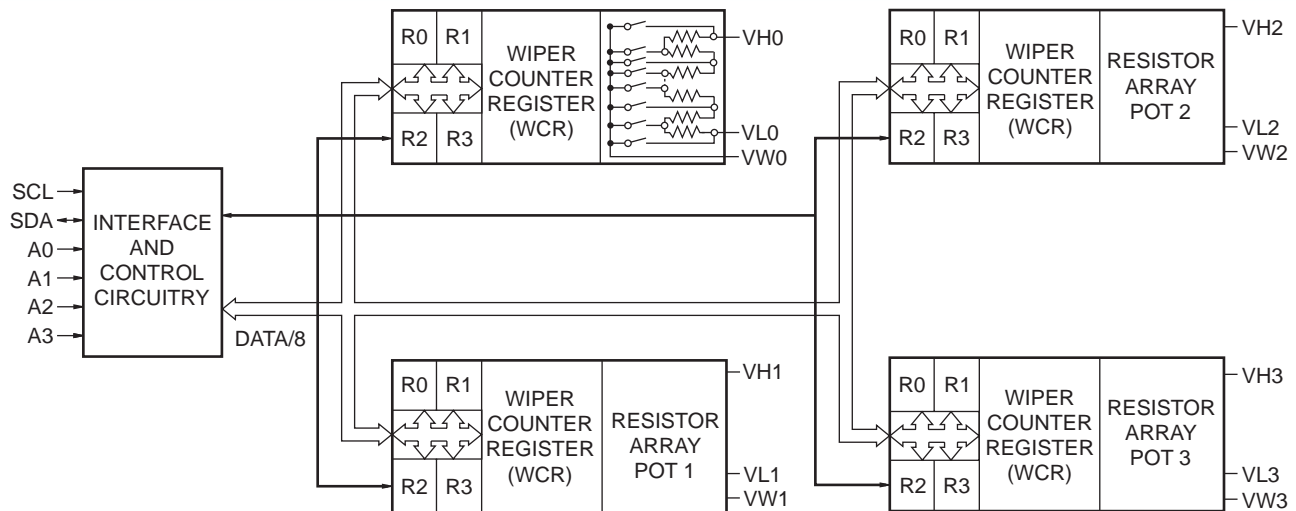 SCL
SDA
A0
A1
A2
A3
INTERFACE
AND
CONTROL
CIRCUITRY
DATA/8
R0 R1
R2 R3
WIPER
COUNTER
REGISTER
(WCR)
VH0
VL0
VW0
R0 R1
R2 R3
WIPER
COUNTER
REGISTER
(WCR)
RESISTOR
ARRAY
POT 2
VH2
VL2
VW2
R0 R1
R2 R3
WIPER
COUNTER
REGISTER
(WCR)
RESISTOR
ARRAY
POT 1
VH1
VL1
VW1
R0 R1
R2 R3
WIPER
COUNTER
REGISTER
(WCR)
RESISTOR
ARRAY
POT 3
VH3
VL3
VW3